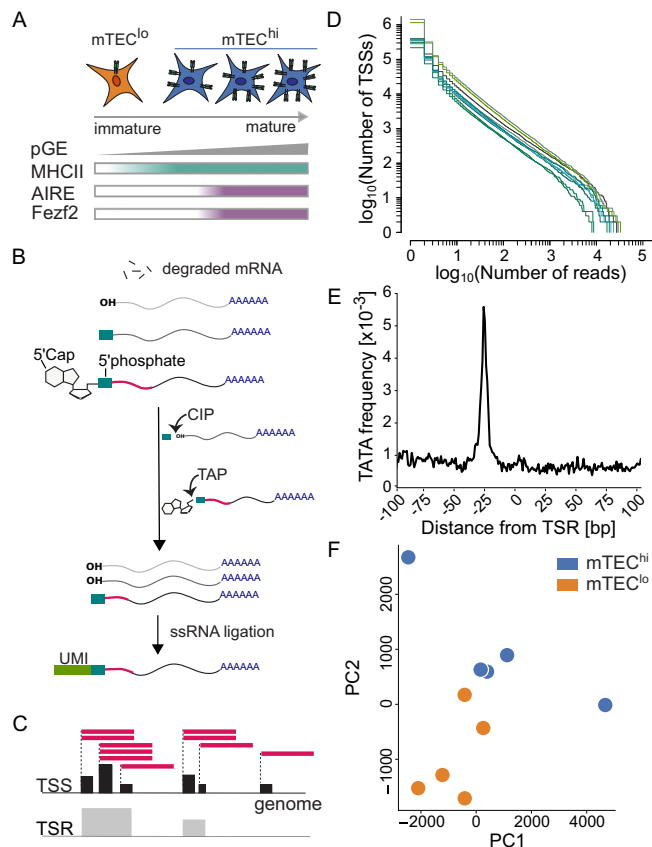 A
mTEC^lo
mTEC^hi
immature
mature
pGE
MHCII
AIRE
Fezf2
B
degraded mRNA
OH
AAAAAA
AAAAAA
5'Cap
5'phosphate
AAAAAA
CIP
OH
AAAAAA
TAP
AAAAAA
OH
AAAAAA
OH
AAAAAA
AAAAAA
ssRNA ligation
UMI
AAAAAA
C
TSS
genome
TSR
D
log₁₀(Number of TSSs)
6
5
4
3
2
1
0
0 1 2 3 4 5
log₁₀(Number of reads)
E
TATA frequency [x10⁻³]
6
5
4
3
2
1
0
-100 -75 -50 -25 0 25 50 75 100
Distance from TSR [bp]
F
mTEC^hi
mTEC^lo
PC2
2000
1000
0
−1000
−2000 0 2000 4000
PC1